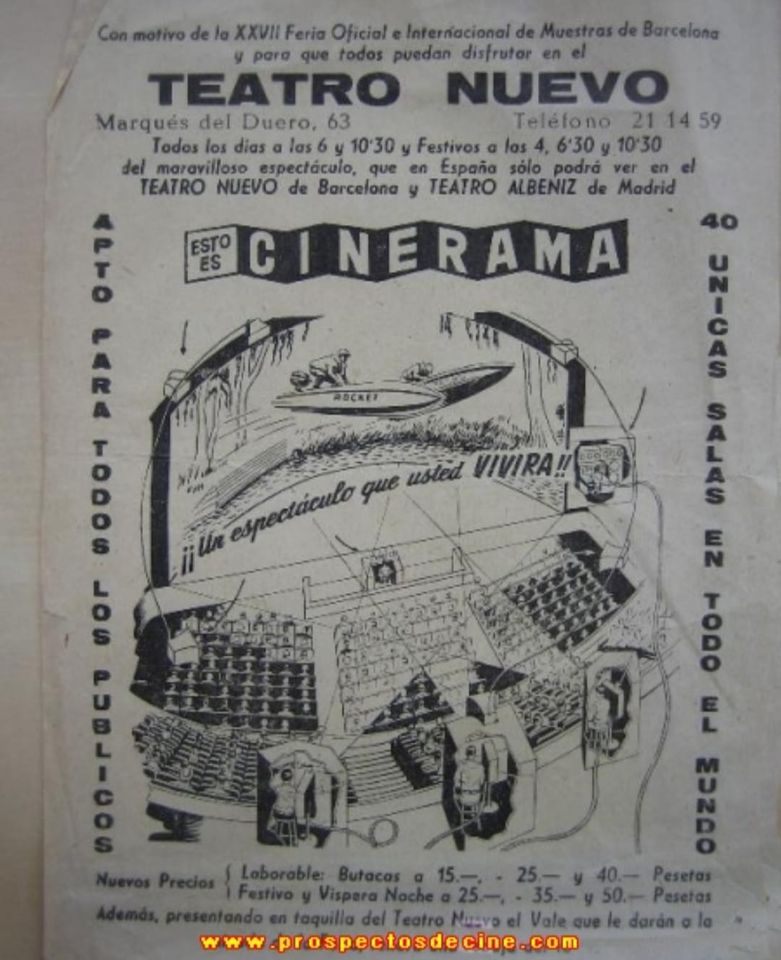 Con motivo de la XXVII Feria Oficial e Internacional de Muestras de Barcelona
y para que todos puedan disfrutar en el
TEATRO NUEVO
Marqués del Duero, 63 Teléfono 21 14 59
Todos los dias a las 6 y 10'30 y Festivos a las 4, 6'30 y 10'30
del maravilloso espectáculo, que en España sólo podrá ver en el
TEATRO NUEVO de Barcelona y TEATRO ALBENIZ de Madrid
APTO PARA TODOS LOS PUBLICOS
ESTO ES CINERAMA
40 UNICAS SALAS EN TODO EL MUNDO
ROCKET
¡¡Un espectáculo que usted VIVIRA!!
Nuevos Precios { Laborable: Butacas a 15.—, - 25.— y 40.— Pesetas
Festivo y Vispera Noche a 25.—, - 35.— y 50.— Pesetas
Además, presentando en taquilla del Teatro Nuevo el Vale que le darán a la
www.prospectosdecine.com